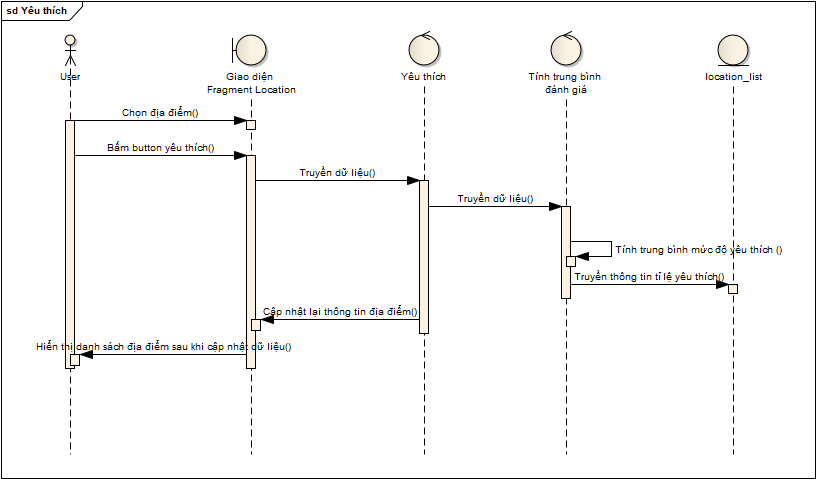 sd Yêu thích
User
Giao diện
Fragment Location
Yêu thích
Tính trung bình
đánh giá
location_list
Chọn địa điểm()
Bấm button yêu thích()
Truyền dữ liệu()
Truyền dữ liệu()
Tính trung bình mức độ yêu thích ()
Truyền thông tin tỉ lệ yêu thích()
Cập nhật lại thông tin địa điểm()
Hiển thị danh sách địa điểm sau khi cập nhật dữ liệu()